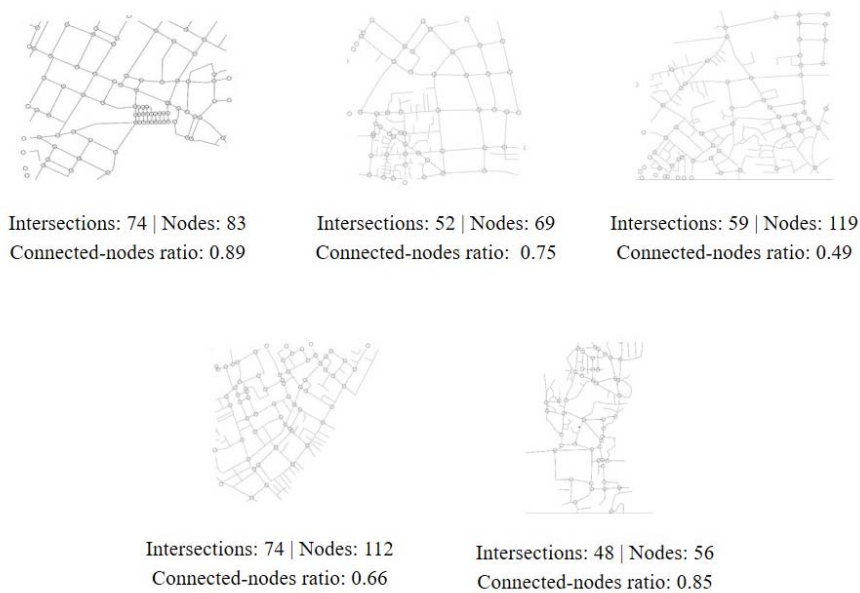 Intersections: 74 | Nodes: 83
Connected-nodes ratio: 0.89
Intersections: 52 | Nodes: 69
Connected-nodes ratio:  0.75
Intersections: 59 | Nodes: 119
Connected-nodes ratio: 0.49
Intersections: 74 | Nodes: 112
Connected-nodes ratio: 0.66
Intersections: 48 | Nodes: 56
Connected-nodes ratio: 0.85